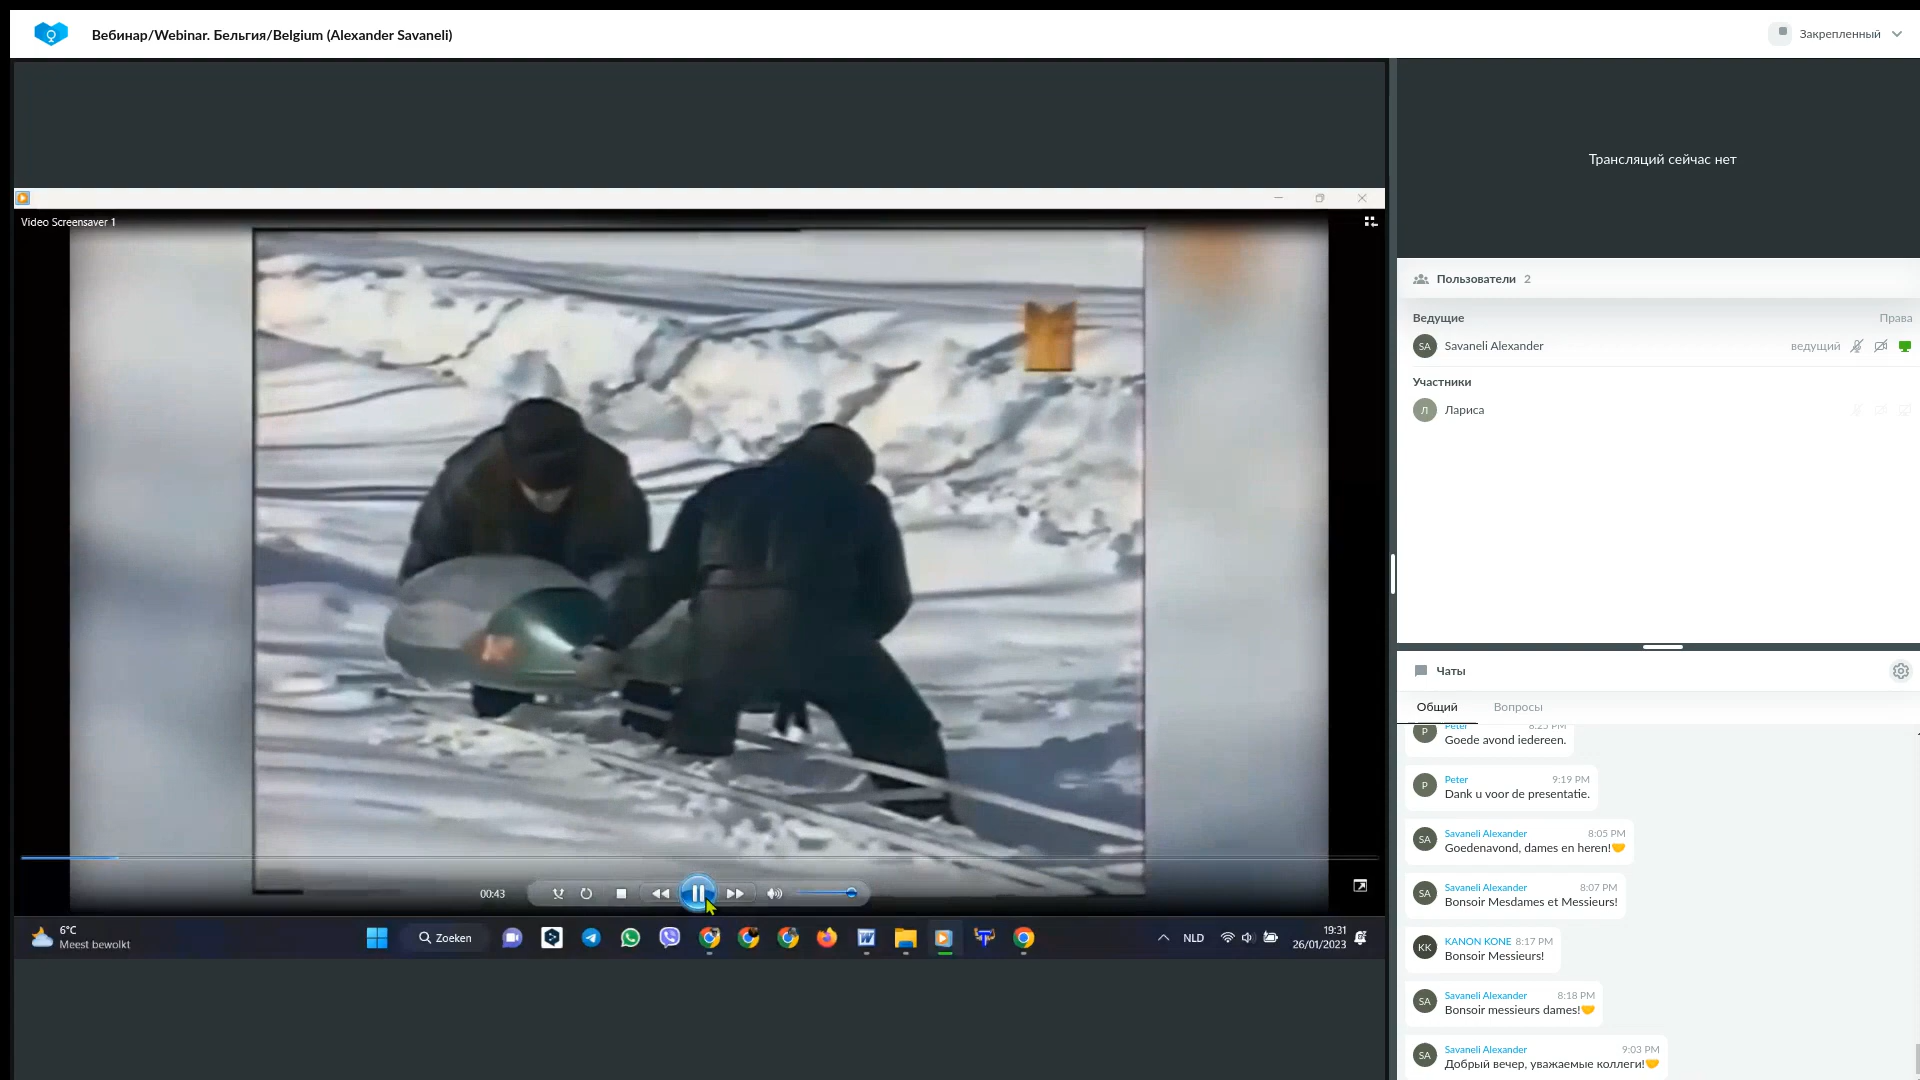 Вебинар/Webinar. Бельгия/Belgium (Alexander Savaneli)
Закрепленный
Трансляций сейчас нет
Video Screensaver 1
Пользователи 2
Ведущие
Права
SA
Savaneli Alexander
ведущий
Участники
Л
Лариса
Чаты
Общий
Вопросы
P
Peter 8:25 PM
Goede avond iedereen.
P
Peter 9:19 PM
Dank u voor de presentatie.
SA
Savaneli Alexander 8:05 PM
Goedenavond, dames en heren!🤝
SA
Savaneli Alexander 8:07 PM
Bonsoir Mesdames et Messieurs!
KK
KANON KONE 8:17 PM
Bonsoir Messieurs!
SA
Savaneli Alexander 8:18 PM
Bonsoir messieurs dames!🤝
SA
Savaneli Alexander 9:03 PM
Добрый вечер, уважаемые коллеги!🤝
00:43
6°C
Meest bewolkt
Zoeken
NLD
19:31
26/01/2023